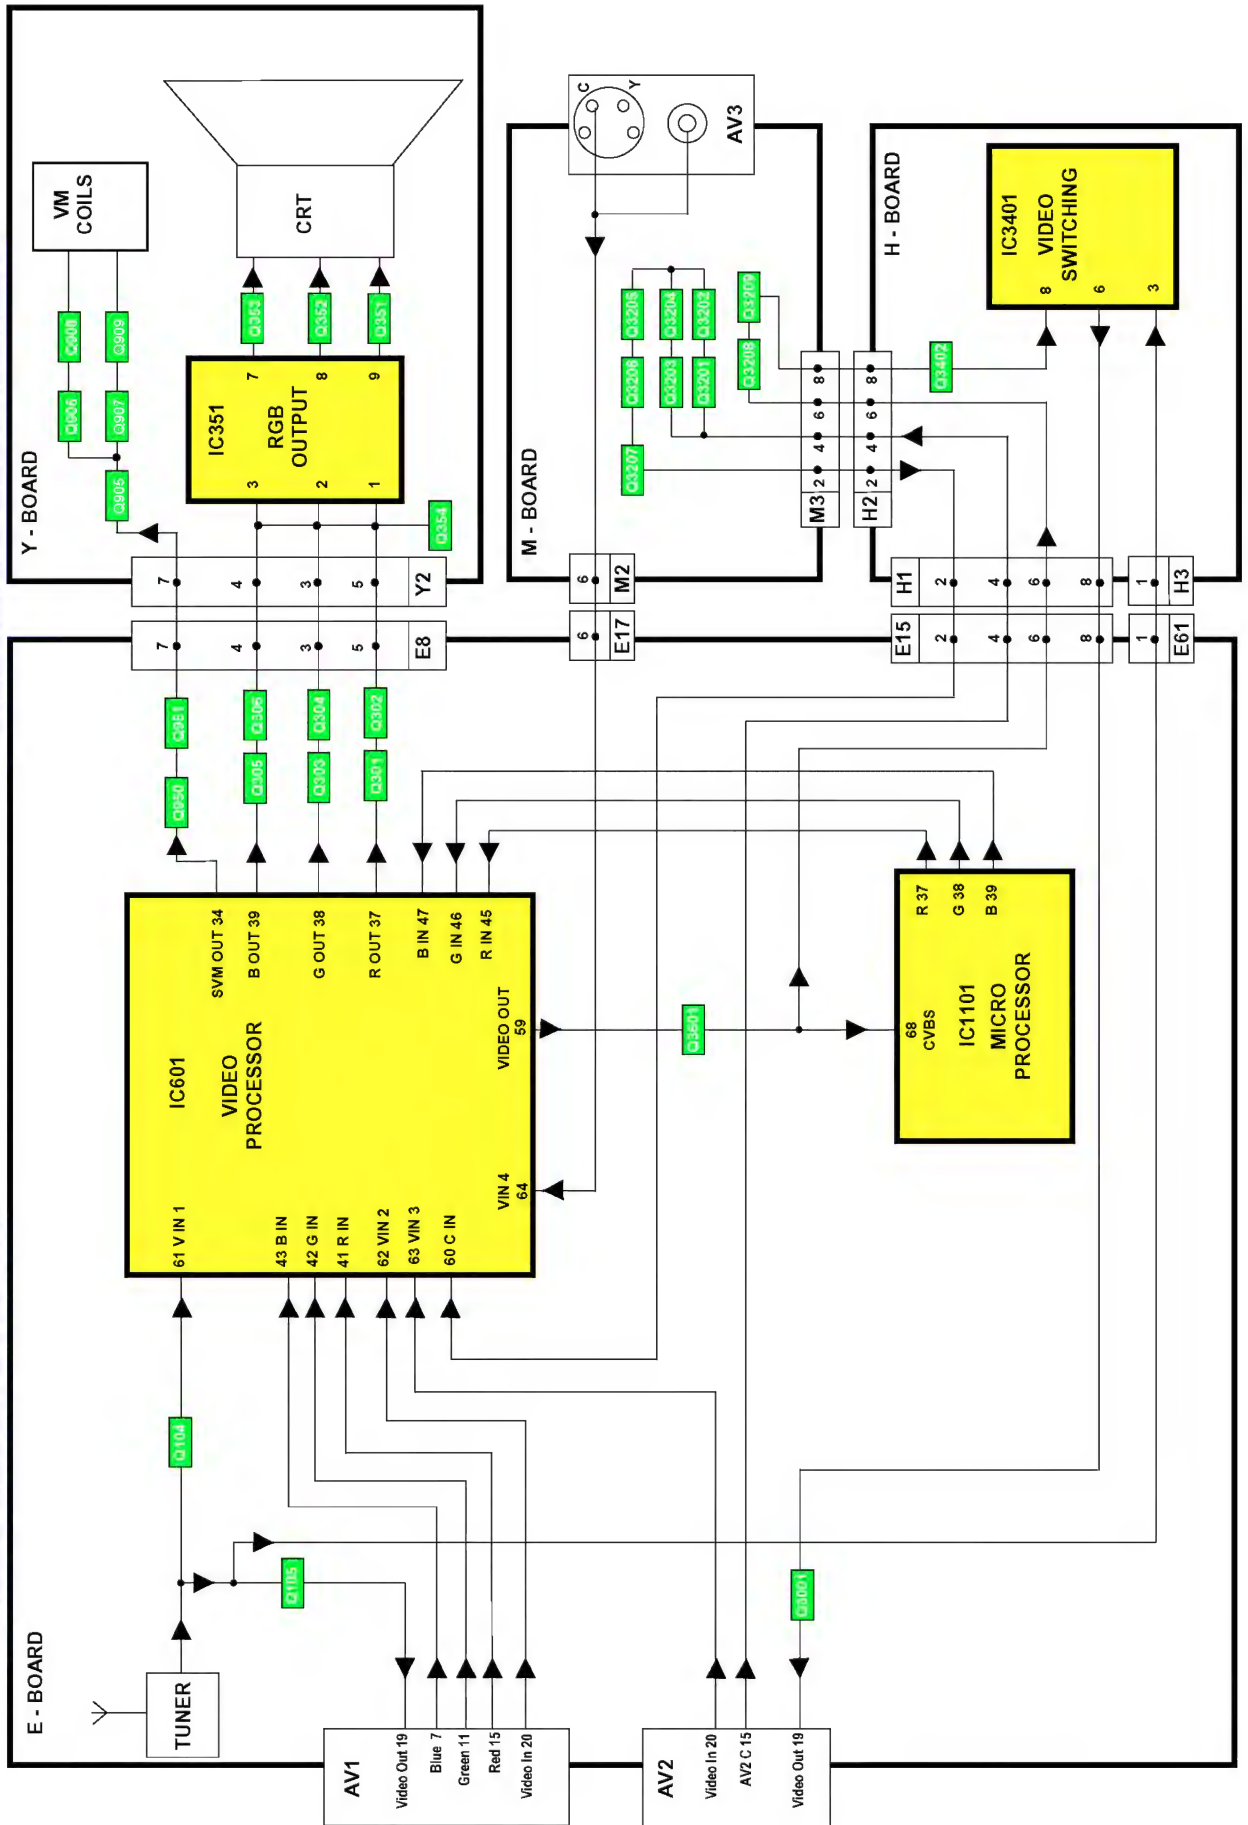 E - BOARD
TUNER
Q104
Q105
AV1
Video Out 19
Blue 7
Green 11
Red 15
Video In 20
AV2
Video In 20
AV2 C 15
Video Out 19
Q3001
IC601
VIDEO
PROCESSOR
61 V IN 1
43 B IN
42 G IN
41 R IN
62 VIN 2
63 VIN 3
60 C IN
VIN 4
64
VIDEO OUT
59
SVM OUT 34
B OUT 39
G OUT 38
R OUT 37
B IN 47
G IN 46
R IN 45
Q3601
68
CVBS
IC1101
MICRO
PROCESSOR
R 37
G 38
B 39
Q950
Q951
Q305
Q306
Q303
Q304
Q301
Q302
7
4
3
5
E8
6
E17
E15
2
4
6
8
1
E61
Y - BOARD
7
4
3
5
Y2
Q905
Q906
Q908
Q907
Q909
VM
COILS
Q354
IC351
RGB
OUTPUT
3
2
1
7
8
9
Q353
Q352
Q351
CRT
M - BOARD
6
M2
Q3207
Q3206
Q3205
Q3203
Q3204
Q3201
Q3202
Q3208
Q3209
M3
2
4
6
8
C
Y
AV3
H - BOARD
H2
2
4
6
8
H1
2
4
6
8
1
H3
Q3402
IC3401
VIDEO
SWITCHING
8
6
3